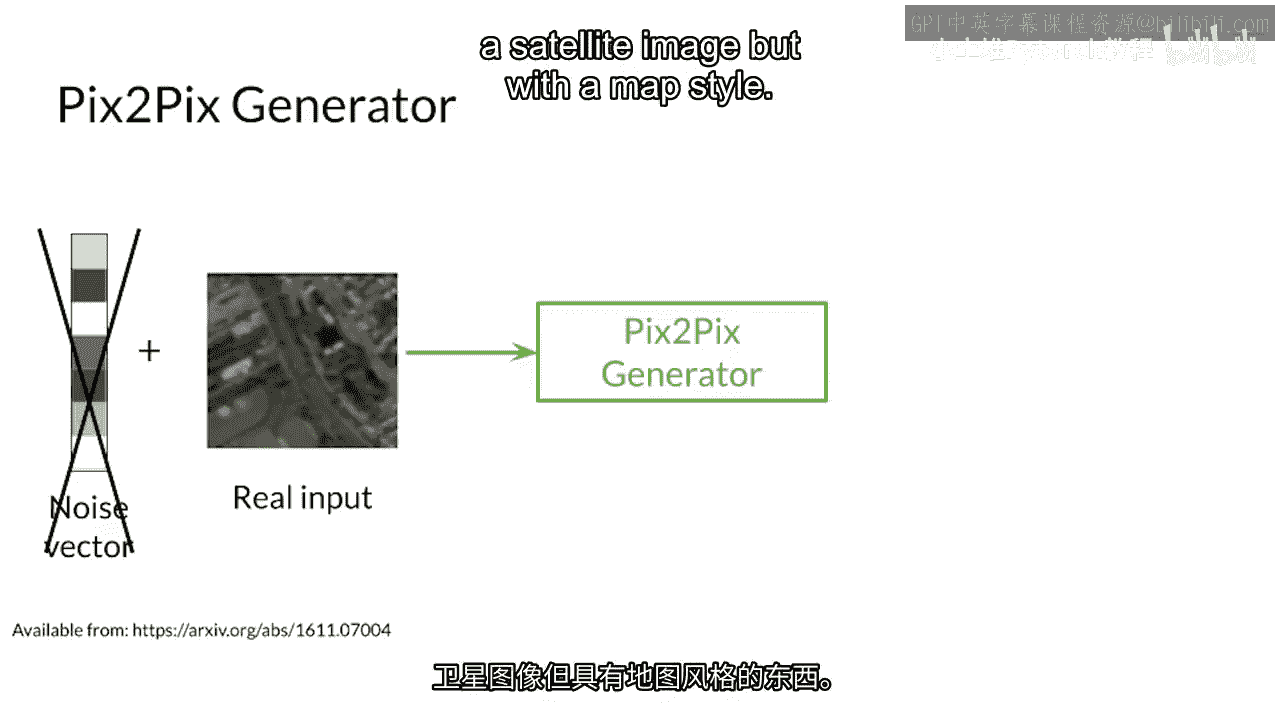 GPT中英字幕课程资源@bilibili.com
a satellite image but
with a map style.
Pix2Pix Generator
+
Pix2Pix
Generator
Real input
Noise
vector
Available from: https://arxiv.org/abs/1611.07004
卫星图像但具有地图风格的东西。